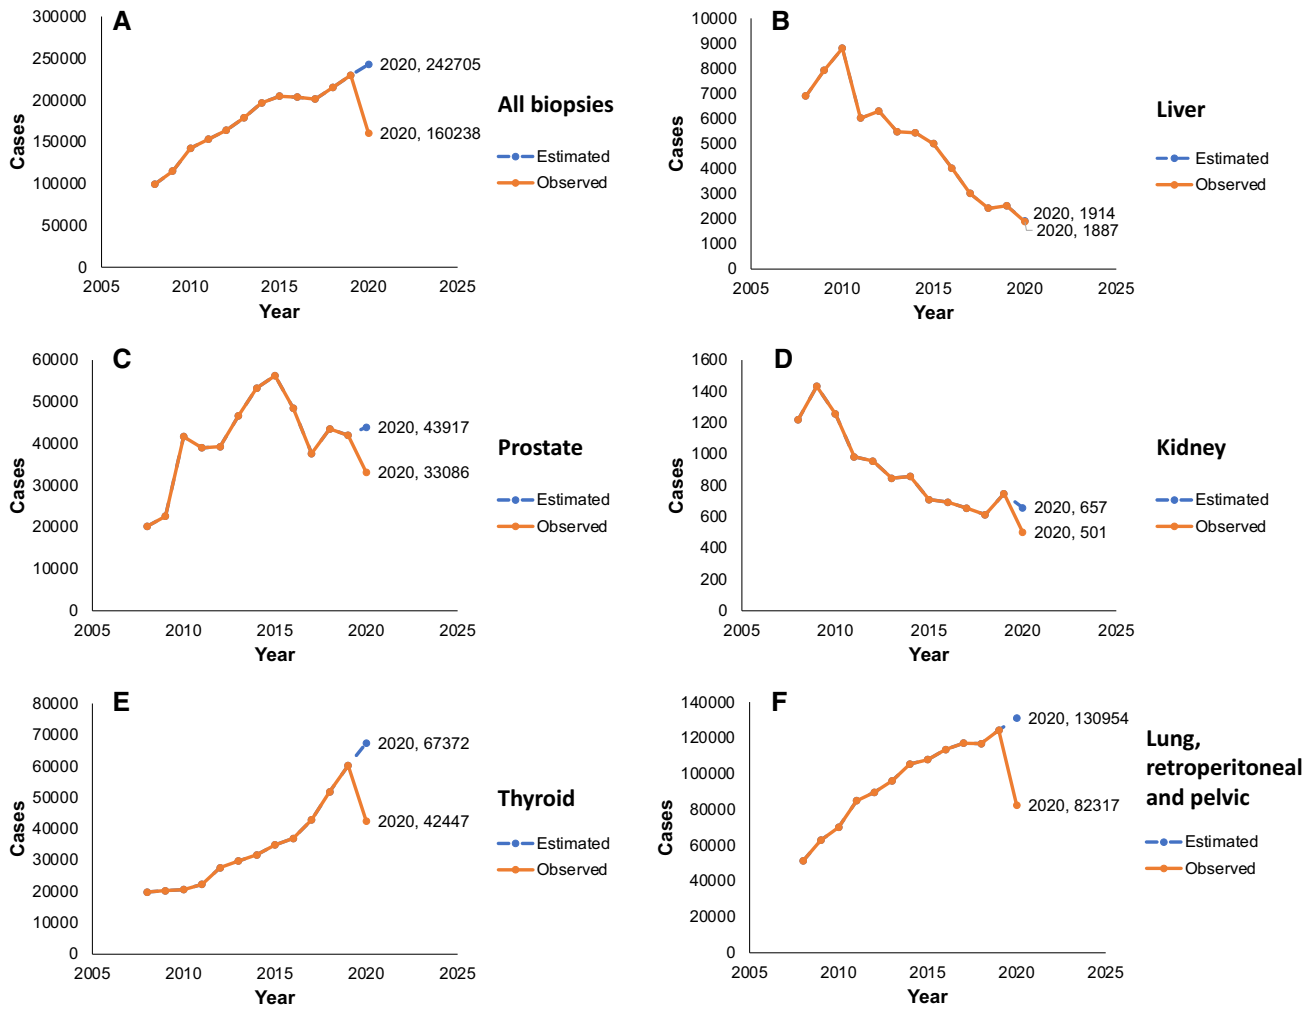 A
300000
250000
200000
150000
100000
50000
0
Cases
2005
2010
2015
2020
2025
Year
2020, 242705
2020, 160238
All biopsies
Estimated
Observed
B
10000
9000
8000
7000
6000
5000
4000
3000
2000
1000
0
Cases
2005
2010
2015
2020
2025
Year
2020, 1914
2020, 1887
Liver
Estimated
Observed
C
60000
50000
40000
30000
20000
10000
0
Cases
2005
2010
2015
2020
2025
Year
2020, 43917
2020, 33086
Prostate
Estimated
Observed
D
1600
1400
1200
1000
800
600
400
200
0
Cases
2005
2010
2015
2020
2025
Year
2020, 657
2020, 501
Kidney
Estimated
Observed
E
80000
70000
60000
50000
40000
30000
20000
10000
0
Cases
2005
2010
2015
2020
2025
Year
2020, 67372
2020, 42447
Thyroid
Estimated
Observed
F
140000
120000
100000
80000
60000
40000
20000
0
Cases
2005
2010
2015
2020
2025
Year
2020, 130954
2020, 82317
Lung,
retroperitoneal
and pelvic
Estimated
Observed